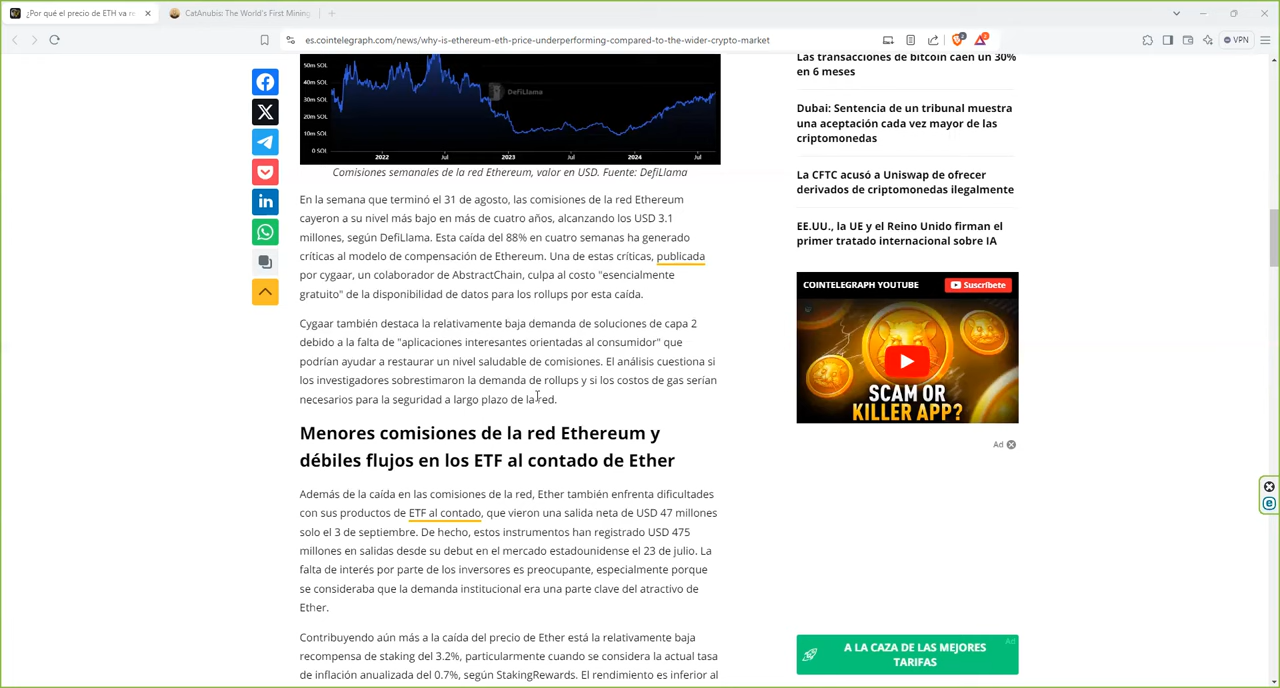 ¿Por qué el precio de ETH va re
CatAnubis: The World's First Mining
es.cointelegraph.com/news/why-is-ethereum-eth-price-underperforming-compared-to-the-wider-crypto-market
VPN
50m SOL
40m SOL
30m SOL
20m SOL
10m SOL
0 SOL
DefiLlama
2022
Jul
2023
Jul
2024
Jul
Comisiones semanales de la red Ethereum, valor en USD. Fuente: DefiLlama
En la semana que terminó el 31 de agosto, las comisiones de la red Ethereum
cayeron a su nivel más bajo en más de cuatro años, alcanzando los USD 3.1
millones, según DefiLlama. Esta caída del 88% en cuatro semanas ha generado
críticas al modelo de compensación de Ethereum. Una de estas críticas, publicada
por cygaar, un colaborador de AbstractChain, culpa al costo "esencialmente
gratuito" de la disponibilidad de datos para los rollups por esta caída.
Cygaar también destaca la relativamente baja demanda de soluciones de capa 2
debido a la falta de "aplicaciones interesantes orientadas al consumidor" que
podrían ayudar a restaurar un nivel saludable de comisiones. El análisis cuestiona si
los investigadores sobrestimaron la demanda de rollups y si los costos de gas serían
necesarios para la seguridad a largo plazo de la red.
Menores comisiones de la red Ethereum y
débiles flujos en los ETF al contado de Ether
Además de la caída en las comisiones de la red, Ether también enfrenta dificultades
con sus productos de ETF al contado, que vieron una salida neta de USD 47 millones
solo el 3 de septiembre. De hecho, estos instrumentos han registrado USD 475
millones en salidas desde su debut en el mercado estadounidense el 23 de julio. La
falta de interés por parte de los inversores es preocupante, especialmente porque
se consideraba que la demanda institucional era una parte clave del atractivo de
Ether.
Contribuyendo aún más a la caída del precio de Ether está la relativamente baja
recompensa de staking del 3.2%, particularmente cuando se considera la actual tasa
de inflación anualizada del 0.7%, según StakingRewards. El rendimiento es inferior al
Las transacciones de bitcoin caen un 30%
en 6 meses
Dubai: Sentencia de un tribunal muestra
una aceptación cada vez mayor de las
criptomonedas
La CFTC acusó a Uniswap de ofrecer
derivados de criptomonedas ilegalmente
EE.UU., la UE y el Reino Unido firman el
primer tratado internacional sobre IA
COINTELEGRAPH YOUTUBE
Suscríbete
SCAM OR
KILLER APP?
Ad
Ad
A LA CAZA DE LAS MEJORES
TARIFAS